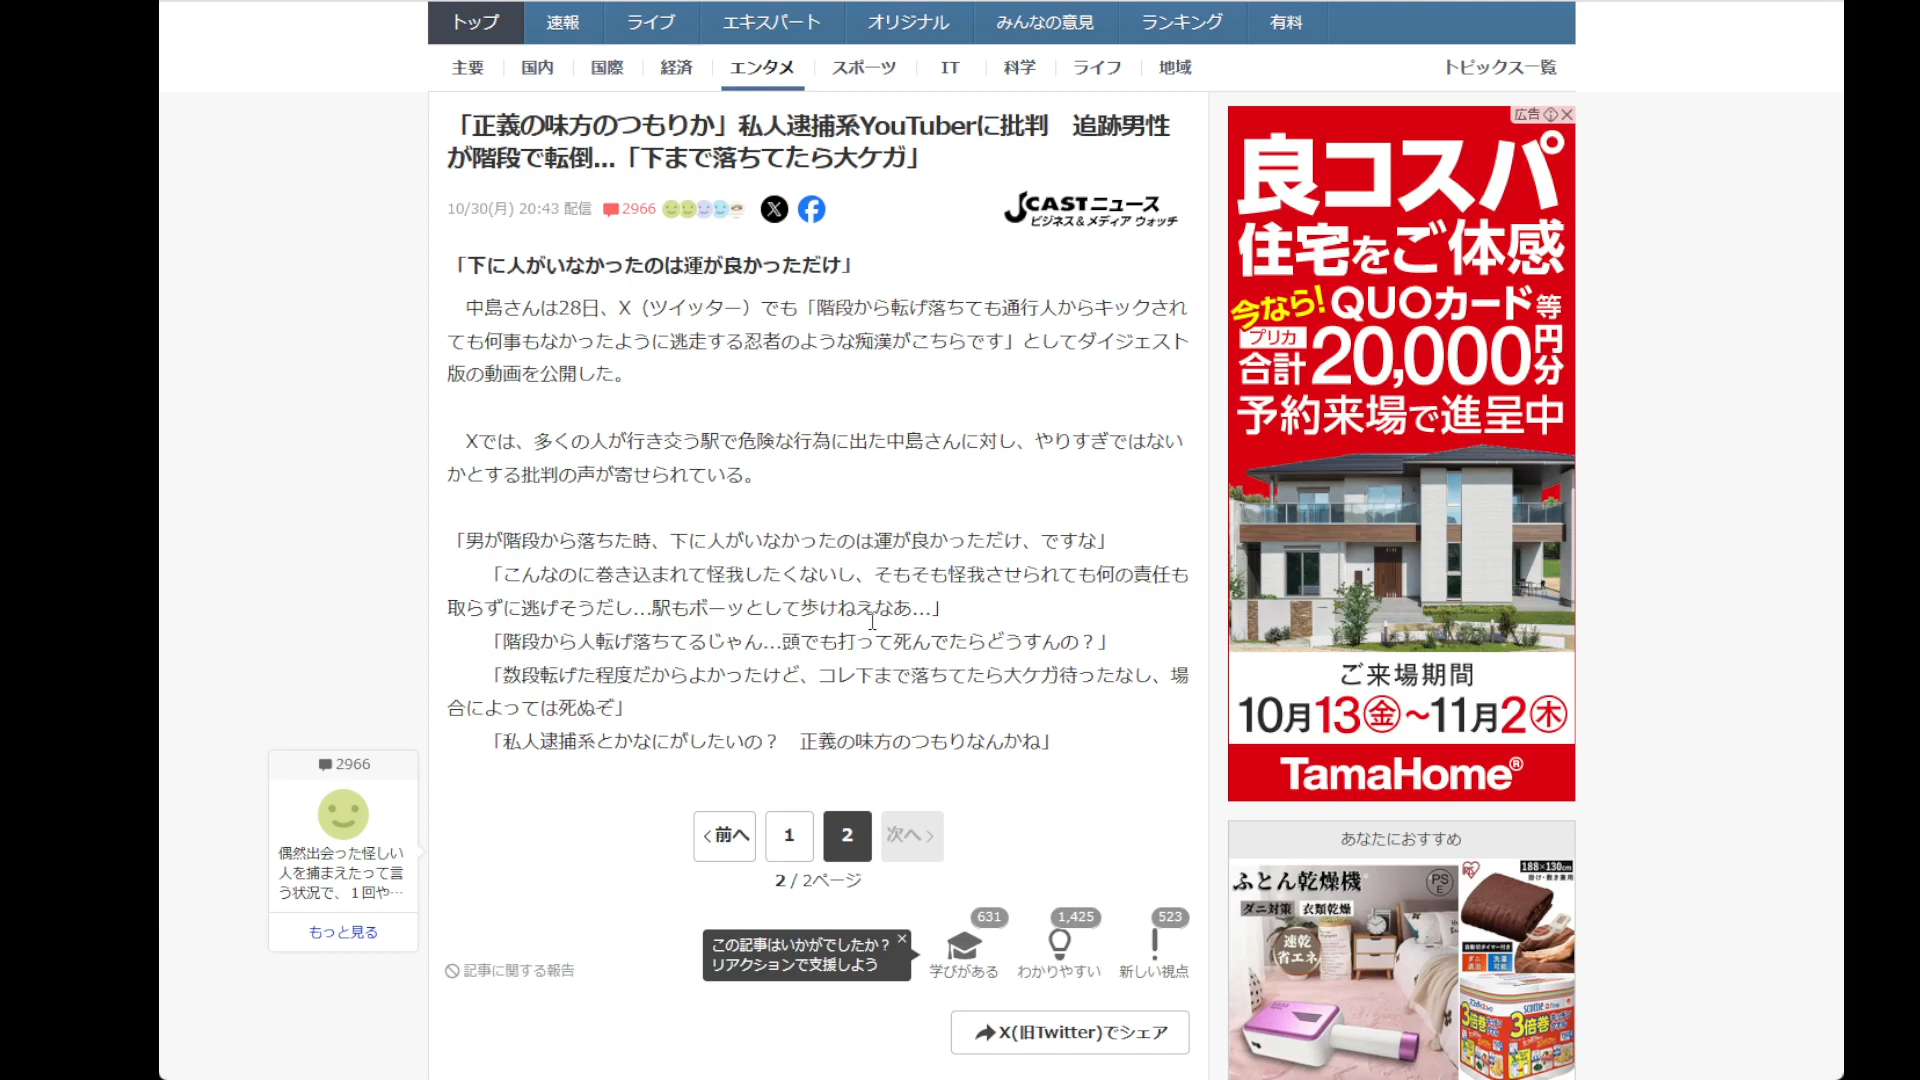 トップ 速報 ライブ エキスパート オリジナル みんなの意見 ランキング 有料
主要 国内 国際 経済 エンタメ スポーツ IT 科学 ライフ 地域 トピックス一覧
「正義の味方のつもりか」私人逮捕系YouTuberに批判　追跡男性
が階段で転倒...「下まで落ちてたら大ケガ」
10/30(月) 20:43 配信 2966
J CASTニュース
ビジネス&メディア ウォッチ
「下に人がいなかったのは運が良かっただけ」
中島さんは28日、X（ツイッター）でも「階段から転げ落ちても通行人からキックされ
ても何事もなかったように逃走する忍者のような痴漢がこちらです」としてダイジェスト
版の動画を公開した。
Xでは、多くの人が行き交う駅で危険な行為に出た中島さんに対し、やりすぎではない
かとする批判の声が寄せられている。
「男が階段から落ちた時、下に人がいなかったのは運が良かっただけ、ですな」
「こんなのに巻き込まれて怪我したくないし、そもそも怪我させられても何の責任も
取らずに逃げそうだし...駅もボーッとして歩けねえなあ...」
「階段から人転げ落ちてるじゃん...頭でも打って死んでたらどうすんの？」
「数段転げた程度だからよかったけど、コレ下まで落ちてたら大ケガ待ったなし、場
合によっては死ぬぞ」
「私人逮捕系とかなにがしたいの？　正義の味方のつもりなんかね」
前へ 1 2 次へ
2 / 2ページ
631 1,425 523
この記事はいかがでしたか？
リアクションで支援しよう
学びがある わかりやすい 新しい視点
記事に関する報告
X(旧Twitter)でシェア
2966
偶然出会った怪しい
人を捕まえたって言
う状況で、１回や…
もっと見る
広告
良コスパ
住宅をご体感
今なら! QUOカード等
プリカ
合計20,000円分
予約来場で進呈中
ご来場期間
10月13金~11月2木
TamaHome®
あなたにおすすめ
ふとん乾燥機
PS
E
ダニ対策 衣類乾燥
速乾
省エネ
188×130cm
3倍巻
scottie
3倍巻